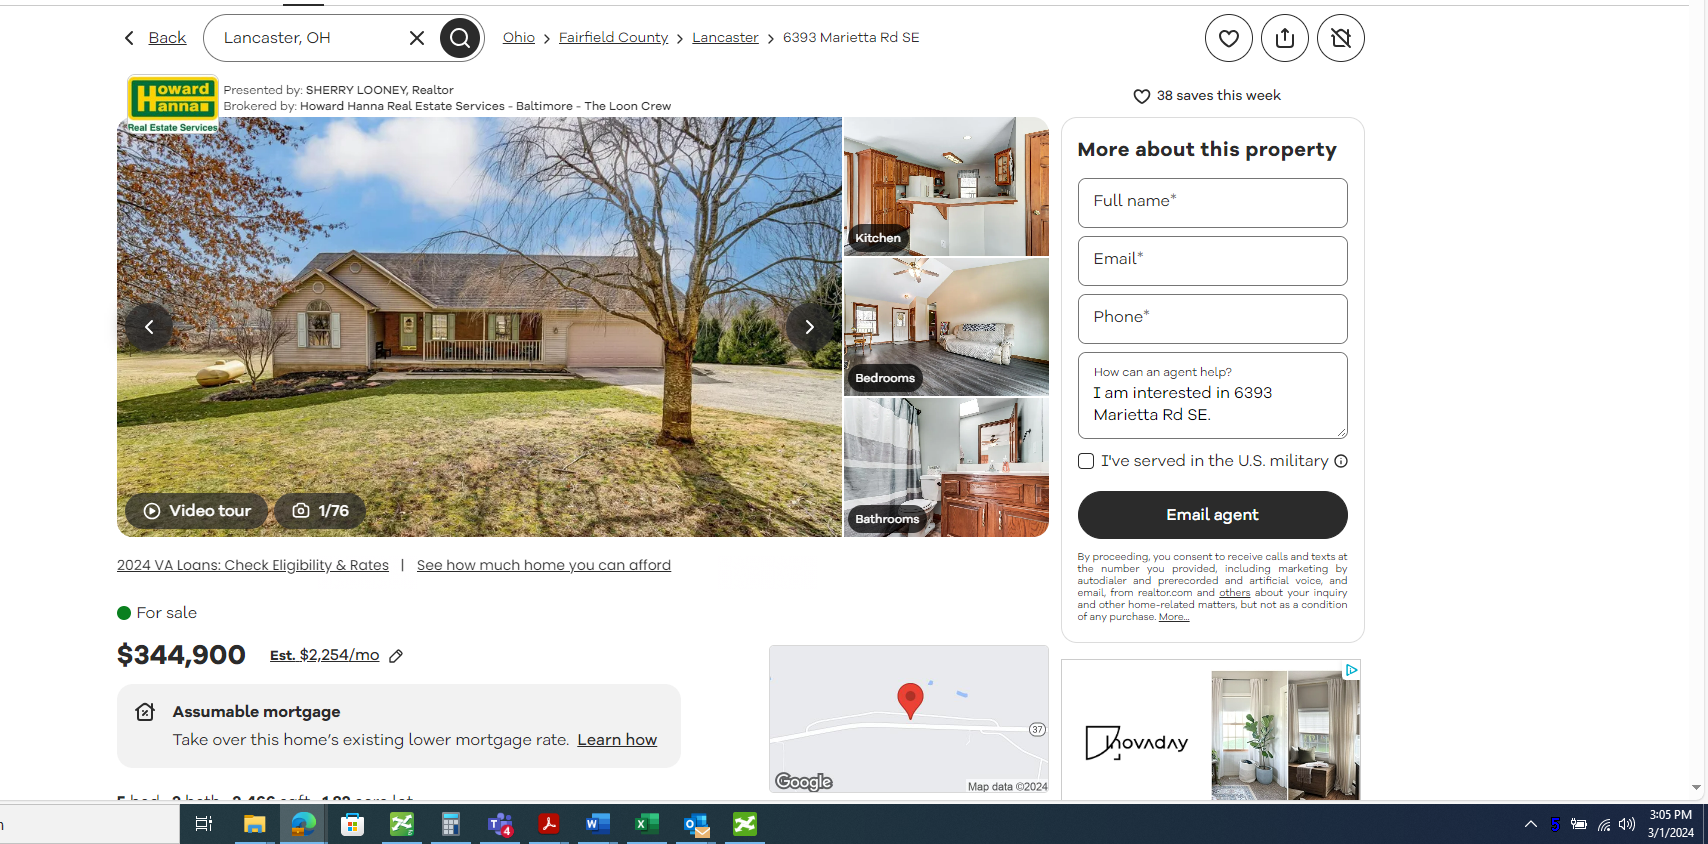 Back
Lancaster, OH
Ohio > Fairfield County > Lancaster > 6393 Marietta Rd SE
Howard
Hanna
Real Estate Services
Presented by: SHERRY LOONEY, Realtor
Brokered by: Howard Hanna Real Estate Services - Baltimore - The Loon Crew
38 saves this week
Kitchen
Bedrooms
Bathrooms
Video tour
1/76
More about this property
Full name*
Email*
Phone*
How can an agent help?
I am interested in 6393
Marietta Rd SE.
I've served in the U.S. military
Email agent
By proceeding, you consent to receive calls and texts at
the number you provided, including marketing by
autodialer and prerecorded and artificial voice, and
email, from realtor.com and others about your inquiry
and other home-related matters, but not as a condition
of any purchase. More...
2024 VA Loans: Check Eligibility & Rates | See how much home you can afford
For sale
$344,900
Est. $2,254/mo
Assumable mortgage
Take over this home's existing lower mortgage rate. Learn how
37
Google
Map data ©2024
Inovaday
4
5
3:05 PM
3/1/2024